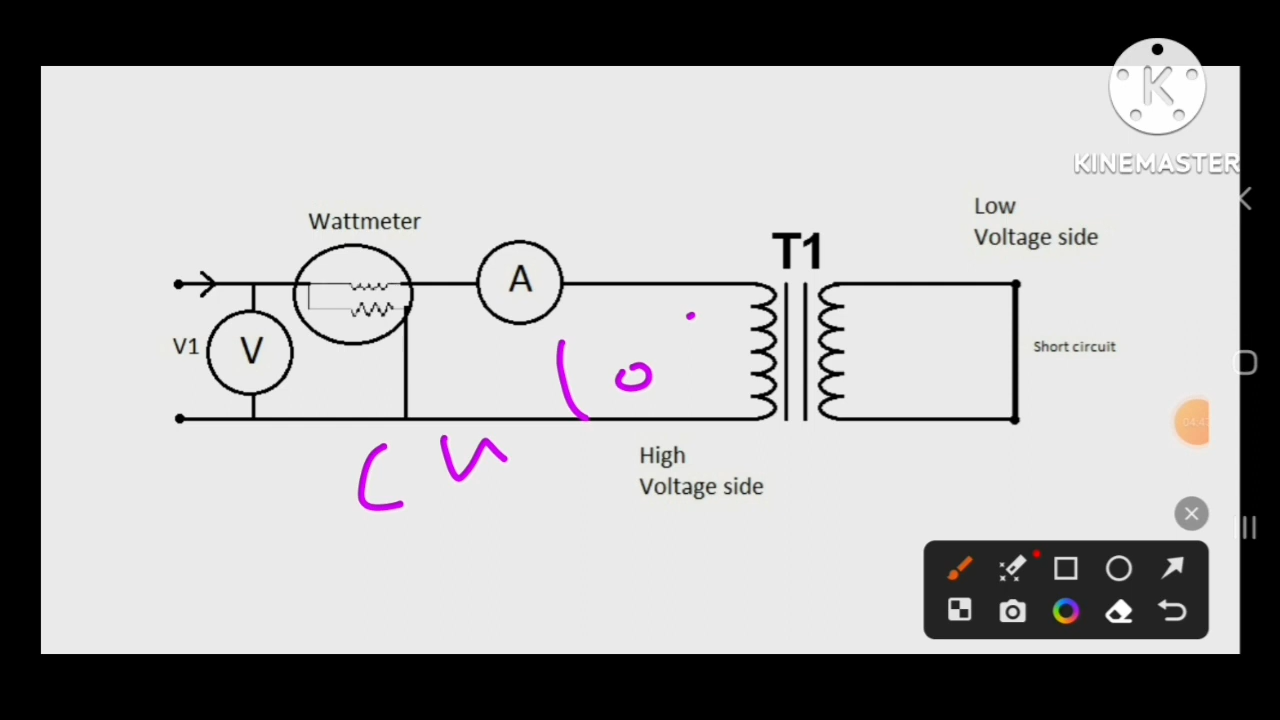 K
KINEMASTER
Low
Voltage side
Wattmeter
T1
A
V1
V
Short circuit
High
Voltage side